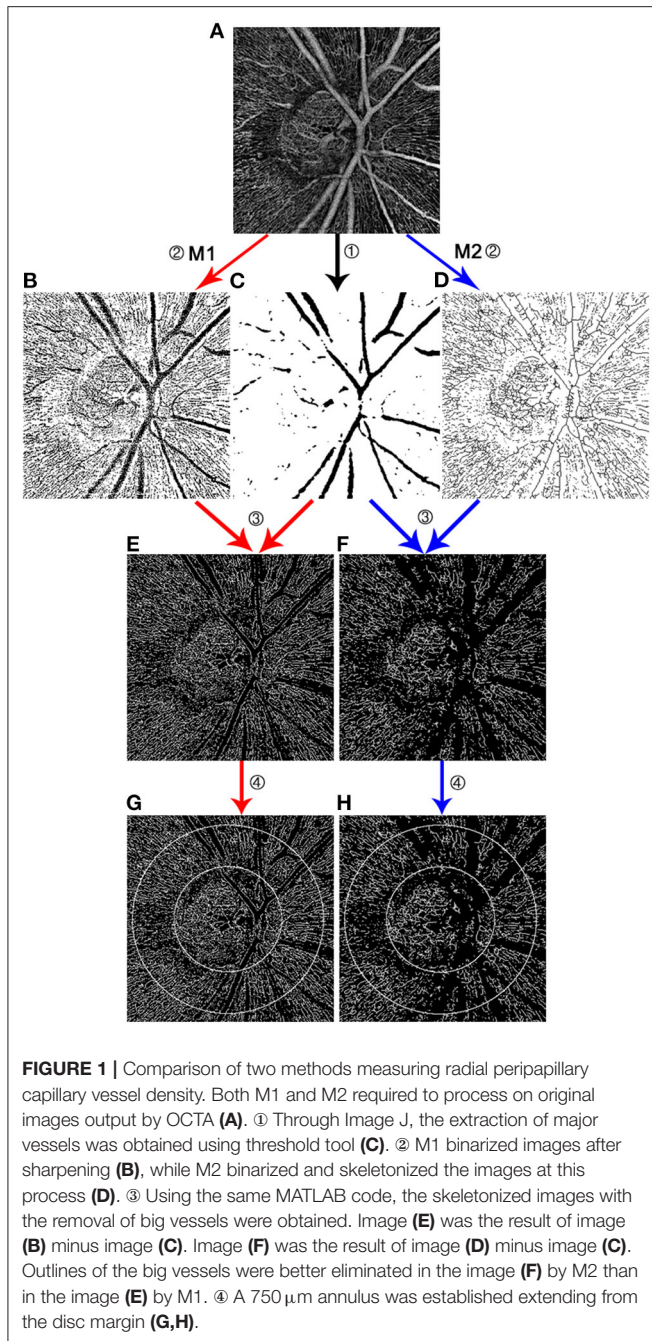 A
② M1
①
M2 ②
B
C
D
③
③
E
F
④
④
G
H
FIGURE 1 | Comparison of two methods measuring radial peripapillary
capillary vessel density. Both M1 and M2 required to process on original
images output by OCTA (A). ① Through Image J, the extraction of major
vessels was obtained using threshold tool (C). ② M1 binarized images after
sharpening (B), while M2 binarized and skeletonized the images at this
process (D). ③ Using the same MATLAB code, the skeletonized images with
the removal of big vessels were obtained. Image (E) was the result of image
(B) minus image (C). Image (F) was the result of image (D) minus image (C).
Outlines of the big vessels were better eliminated in the image (F) by M2 than
in the image (E) by M1. ④ A 750 μm annulus was established extending from
the disc margin (G,H).